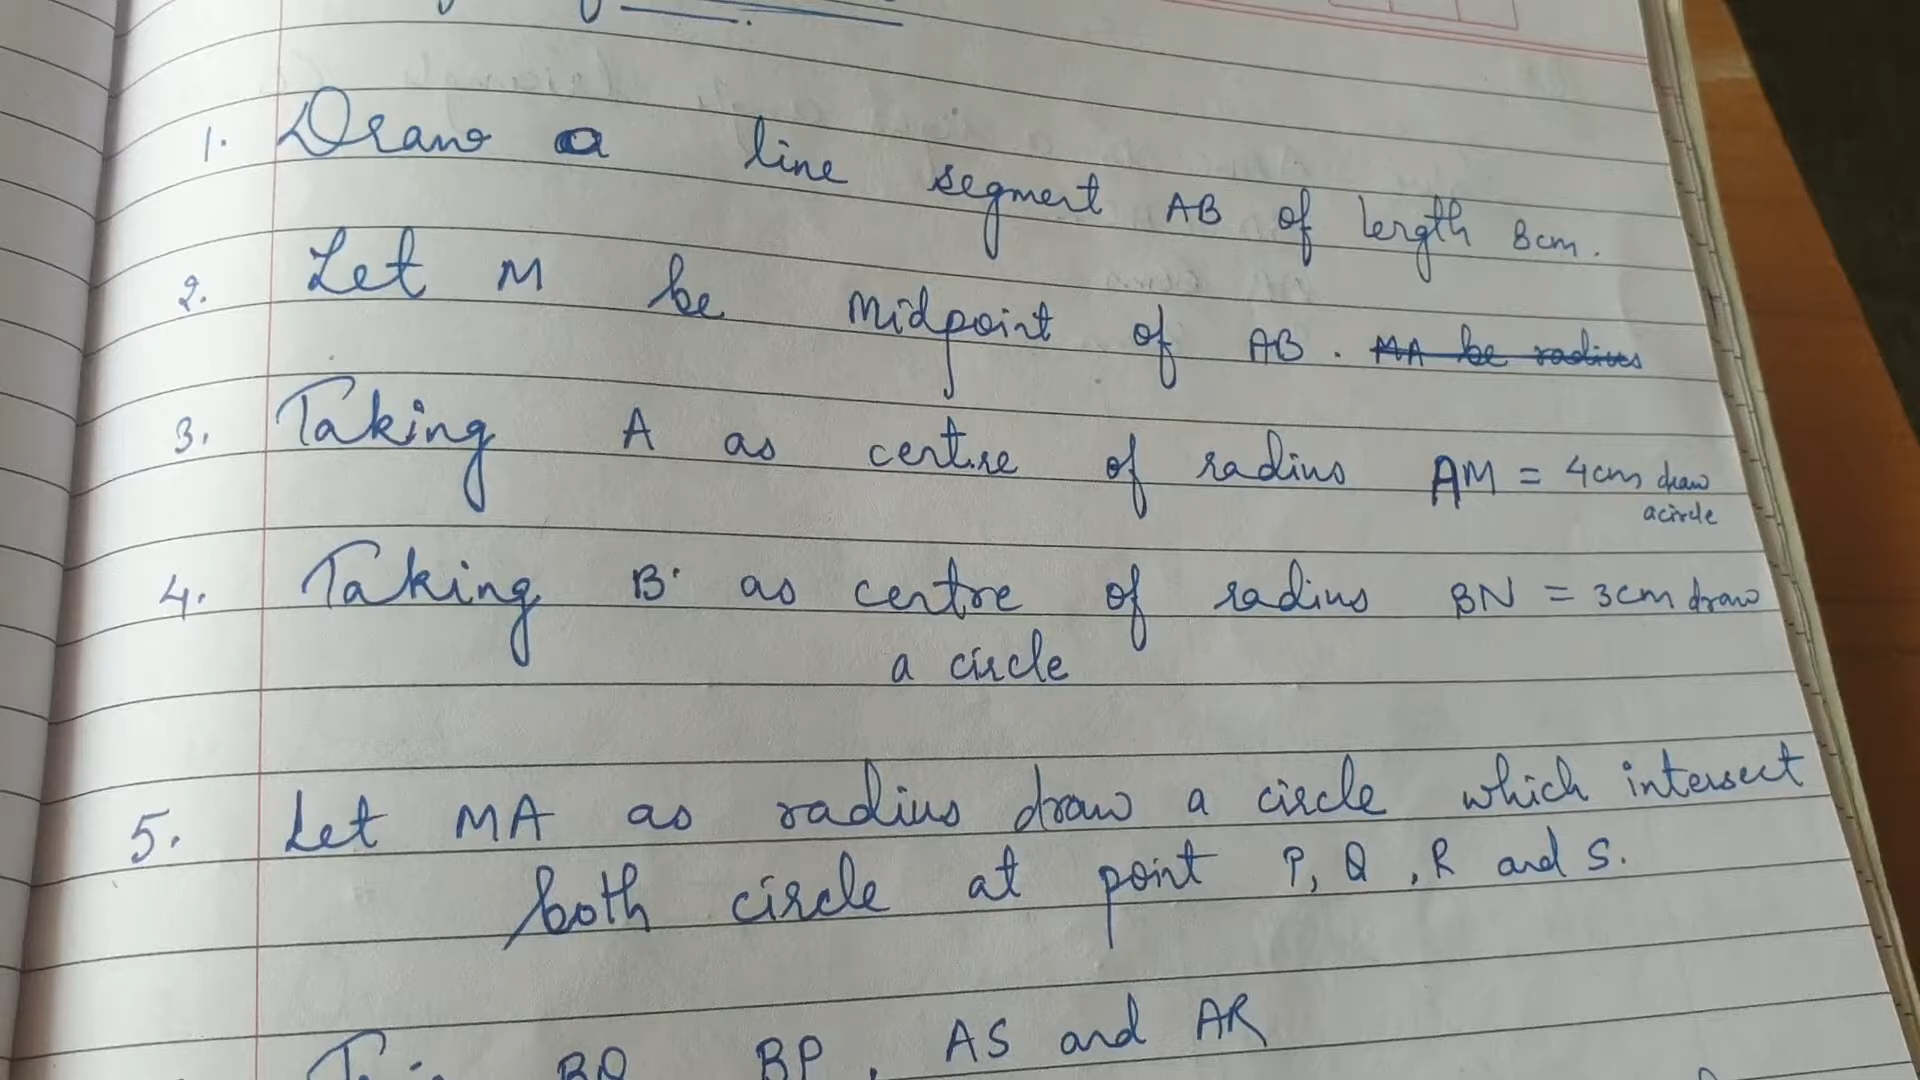 1. Draw a line segment AB of length 8cm.
2. Let M be midpoint of AB. MA be radius
3. Taking A as centre of radius AM = 4cm draw
a circle
4. Taking B as centre of radius BN = 3cm draw
a circle
5. Let MA as radius draw a circle which intersect
both circle at point P, Q, R and S.
BQ BP, AS and AR